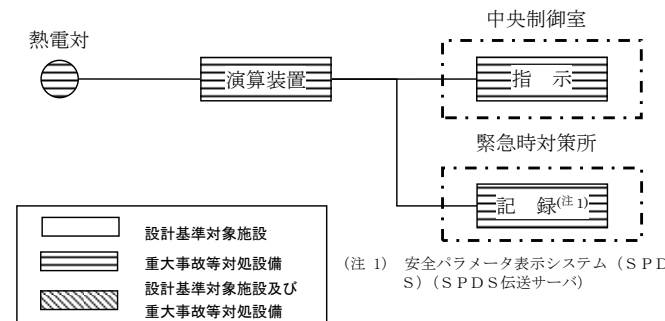 中央制御室
熱電対
演算装置
指　示
緊急時対策所
記　録(注1)
設計基準対象施設
重大事故等対処設備
設計基準対象施設及び
重大事故等対処設備
(注 1)　安全パラメータ表示システム（ＳＰＤ
Ｓ）（ＳＰＤＳ伝送サーバ）